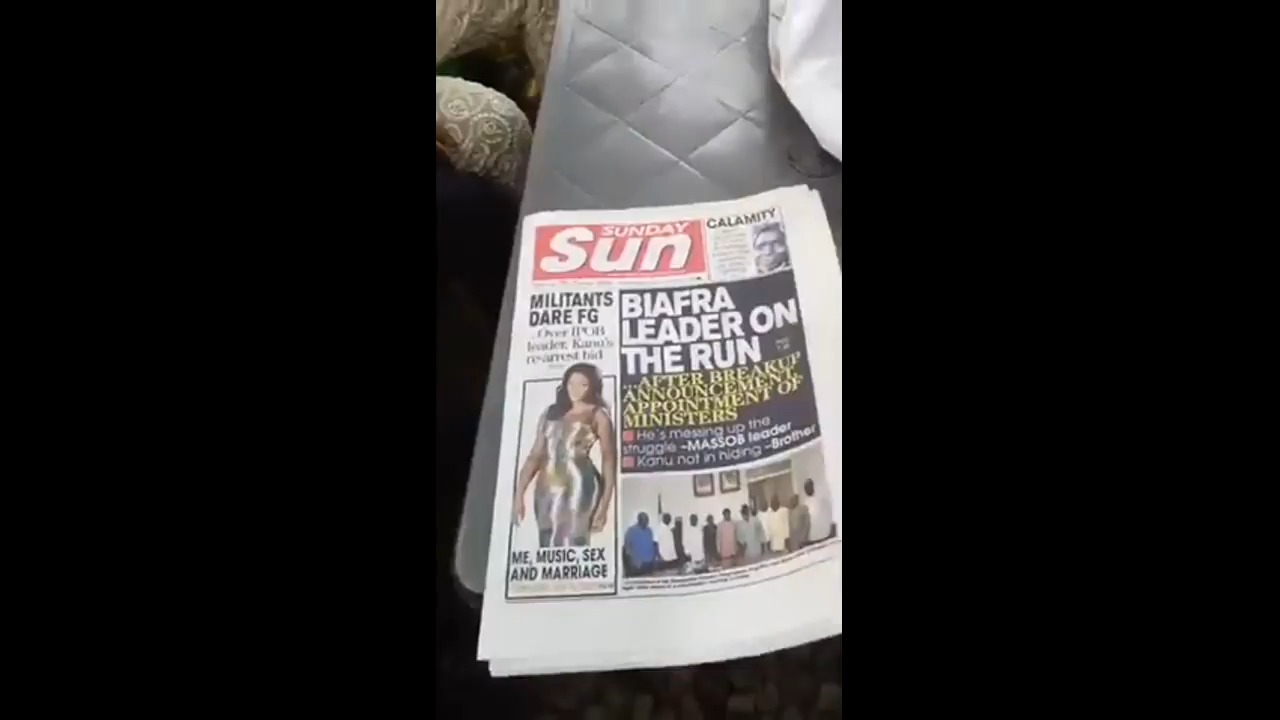 SUNDAY
Sun
CALAMITY
MILITANTS
DARE FG
Over IPOB
leader, Kanu's
re-arrest bid
BIAFRA
LEADER ON
THE RUN
...AFTER BREAKUP
ANNOUNCEMENT,
APPOINTMENT OF
MINISTERS
He's messing up the
struggle –MASSOB leader
Kanu not in hiding –Brother
ME, MUSIC, SEX
AND MARRIAGE